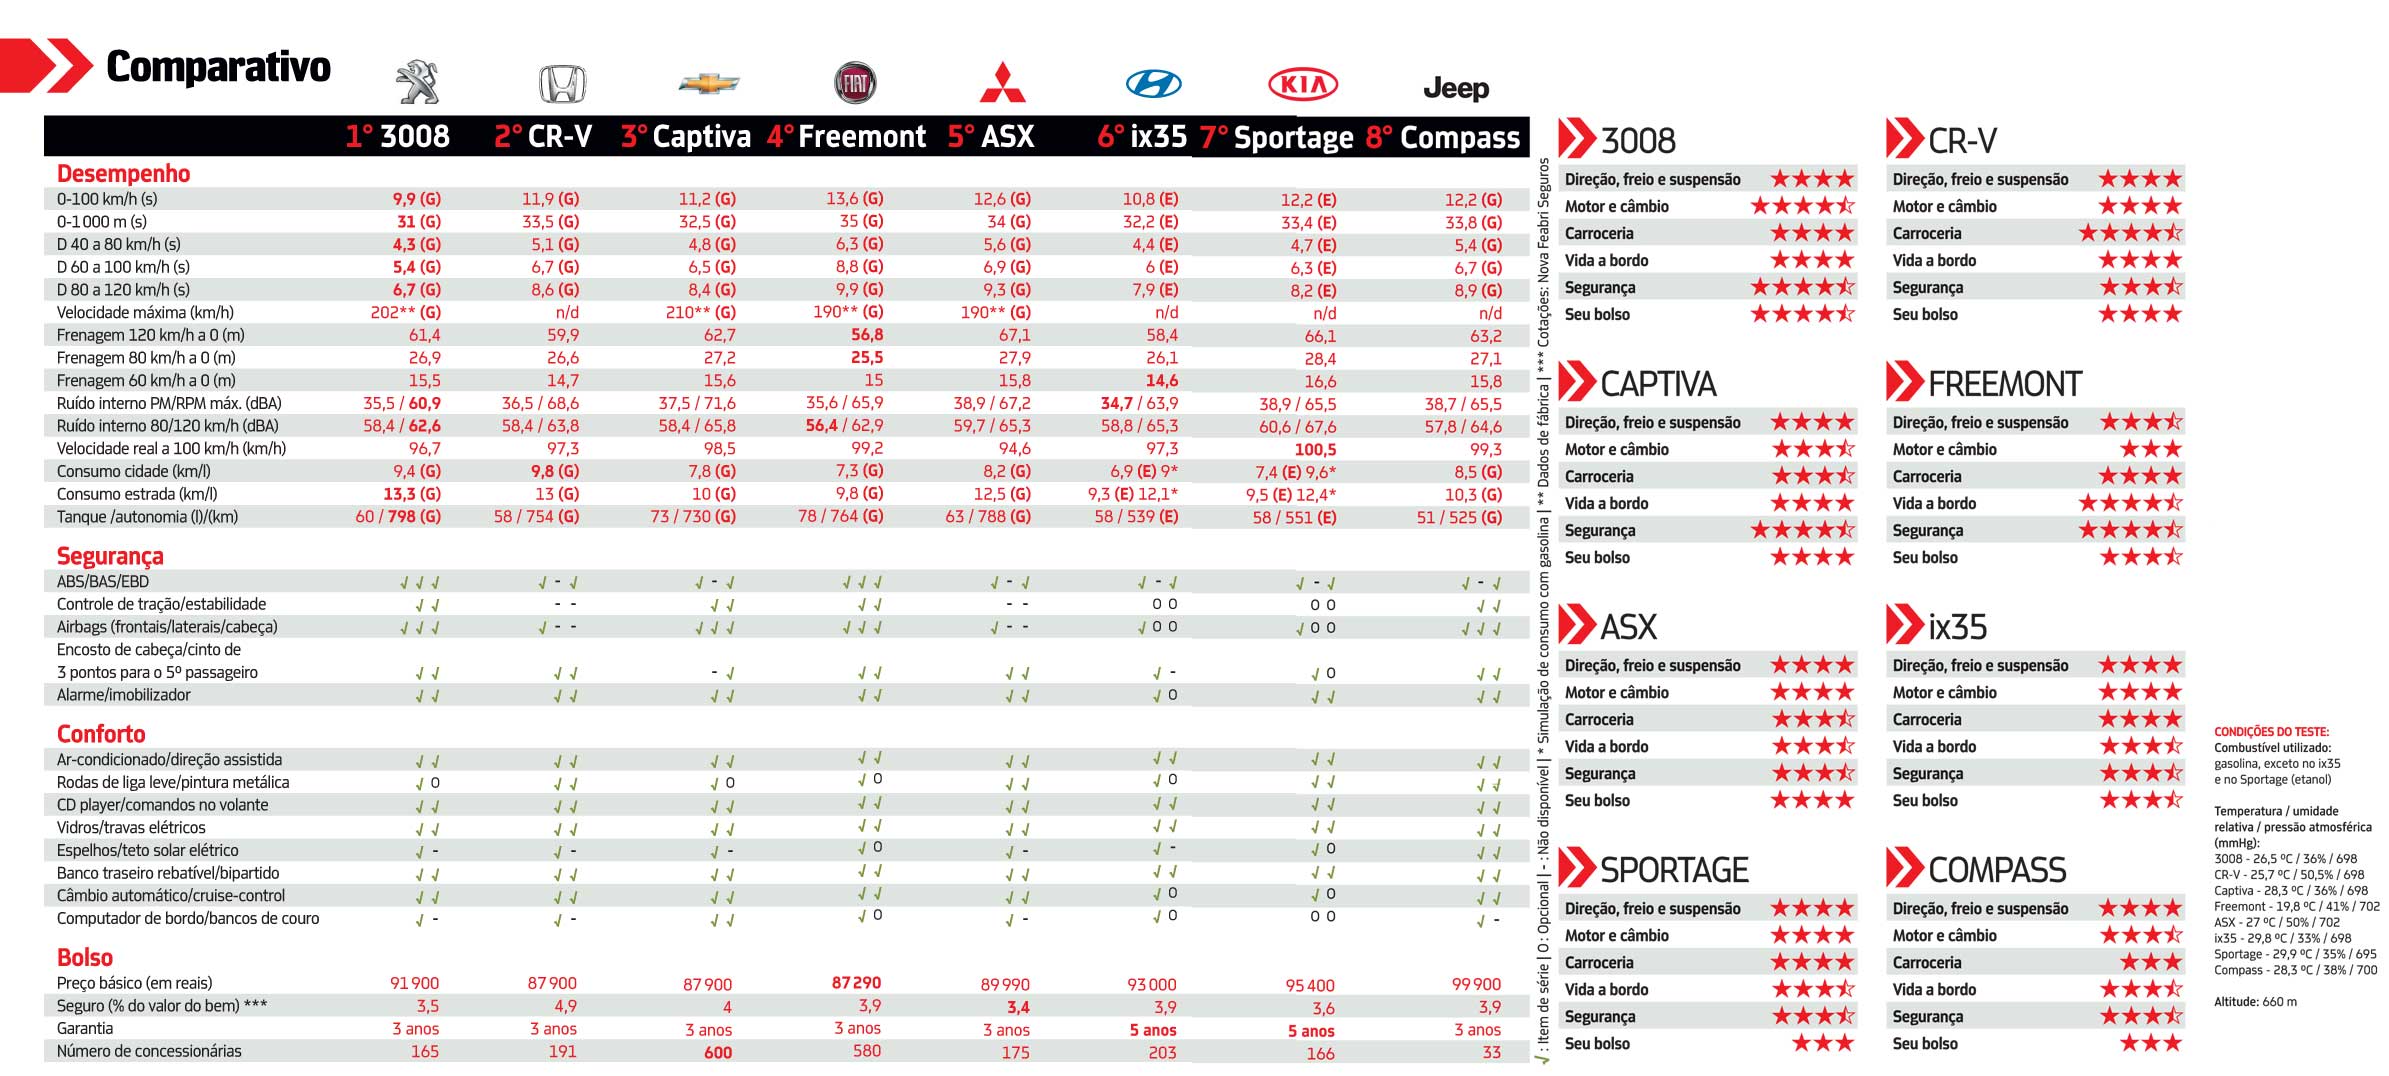 Comparativo
FIAT
KIA
Jeep
1° 3008 2° CR-V 3° Captiva 4° Freemont 5° ASX 6° ix35 7° Sportage 8° Compass
Desempenho
0-100 km/h (s) 9,9 (G) 11,9 (G) 11,2 (G) 13,6 (G) 12,6 (G) 10,8 (E) 12,2 (E) 12,2 (G)
0-1 000 m (s) 31 (G) 33,5 (G) 32,5 (G) 35 (G) 34 (G) 32,2 (E) 33,4 (E) 33,8 (G)
D 40 a 80 km/h (s) 4,3 (G) 5,1 (G) 4,8 (G) 6,3 (G) 5,6 (G) 4,4 (E) 4,7 (E) 5,4 (G)
D 60 a 100 km/h (s) 5,4 (G) 6,7 (G) 6,5 (G) 8,8 (G) 6,9 (G) 6 (E) 6,3 (E) 6,7 (G)
D 80 a 120 km/h (s) 6,7 (G) 8,6 (G) 8,4 (G) 9,9 (G) 9,3 (G) 7,9 (E) 8,2 (E) 8,9 (G)
Velocidade máxima (km/h) 202** (G) n/d 210** (G) 190** (G) 190** (G) n/d n/d n/d
Frenagem 120 km/h a 0 (m) 61,4 59,9 62,7 56,8 67,1 58,4 66,1 63,2
Frenagem 80 km/h a 0 (m) 26,9 26,6 27,2 25,5 27,9 26,1 28,4 27,1
Frenagem 60 km/h a 0 (m) 15,5 14,7 15,6 15 15,8 14,6 16,6 15,8
Ruído interno PM/RPM máx. (dBA) 35,5 / 60,9 36,5 / 68,6 37,5 / 71,6 35,6 / 65,9 38,9 / 67,2 34,7 / 63,9 38,9 / 65,5 38,7 / 65,5
Ruído interno 80/120 km/h (dBA) 58,4 / 62,6 58,4 / 63,8 58,4 / 65,8 56,4 / 62,9 59,7 / 65,3 58,8 / 65,3 60,6 / 67,6 57,8 / 64,6
Velocidade real a 100 km/h (km/h) 96,7 97,3 98,5 99,2 94,6 97,3 100,5 99,3
Consumo cidade (km/l) 9,4 (G) 9,8 (G) 7,8 (G) 7,3 (G) 8,2 (G) 6,9 (E) 9* 7,4 (E) 9,6* 8,5 (G)
Consumo estrada (km/l) 13,3 (G) 13 (G) 10 (G) 9,8 (G) 12,5 (G) 9,3 (E) 12,1* 9,5 (E) 12,4* 10,3 (G)
Tanque /autonomia (l)/(km) 60 / 798 (G) 58 / 754 (G) 73 / 730 (G) 78 / 764 (G) 63 / 788 (G) 58 / 539 (E) 58 / 551 (E) 51 / 525 (G)
Segurança
ABS/BAS/EBD √ √ √ √ - √ √ - √ √ √ √ √ - √ √ - √ √ - √ √ - √
Controle de tração/estabilidade √ √ - - √ √ √ √ - - O O O O √ √
Airbags (frontais/laterais/cabeça) √ √ √ √ - - √ √ √ √ √ √ √ - - √ O O √ O O √ √ √
Encosto de cabeça/cinto de
3 pontos para o 5º passageiro √ √ √ √ - √ √ √ √ √ √ - √ O √ √
Alarme/imobilizador √ √ √ √ √ √ √ √ √ √ √ O √ √ √ √
Conforto
Ar-condicionado/direção assistida √ √ √ √ √ √ √ √ √ √ √ √ √ √ √ √
Rodas de liga leve/pintura metálica √ O √ √ √ O √ O √ √ √ O √ √ √ √
CD player/comandos no volante √ √ √ √ √ √ √ √ √ √ √ √ √ √ √ √
Vidros/travas elétricos √ √ √ √ √ √ √ √ √ √ √ √ √ √ √ √
Espelhos/teto solar elétrico √ - √ - √ - √ O √ - √ - √ O √ √
Banco traseiro rebatível/bipartido √ √ √ √ √ √ √ √ √ √ √ √ √ √ √ √
Câmbio automático/cruise-control √ √ √ √ √ √ √ √ √ √ √ O √ O √ √
Computador de bordo/bancos de couro √ - √ - √ √ √ O √ - √ O O O √ -
Bolso
Preço básico (em reais) 91 900 87 900 87 900 87 290 89 990 93 000 95 400 99 900
Seguro (% do valor do bem) *** 3,5 4,9 4 3,9 3,4 3,9 3,6 3,9
Garantia 3 anos 3 anos 3 anos 3 anos 3 anos 5 anos 5 anos 3 anos
Número de concessionárias 165 191 600 580 175 203 166 33
√ : Item de série | O : Opcional | - : Não disponível | * Simulação de consumo com gasolina | ** Dados de fábrica | *** Cotações: Nova Feabri Seguros
3008
Direção, freio e suspensão
Motor e câmbio
Carroceria
Vida a bordo
Segurança
Seu bolso
CR-V
Direção, freio e suspensão
Motor e câmbio
Carroceria
Vida a bordo
Segurança
Seu bolso
CAPTIVA
Direção, freio e suspensão
Motor e câmbio
Carroceria
Vida a bordo
Segurança
Seu bolso
FREEMONT
Direção, freio e suspensão
Motor e câmbio
Carroceria
Vida a bordo
Segurança
Seu bolso
ASX
Direção, freio e suspensão
Motor e câmbio
Carroceria
Vida a bordo
Segurança
Seu bolso
ix35
Direção, freio e suspensão
Motor e câmbio
Carroceria
Vida a bordo
Segurança
Seu bolso
SPORTAGE
Direção, freio e suspensão
Motor e câmbio
Carroceria
Vida a bordo
Segurança
Seu bolso
COMPASS
Direção, freio e suspensão
Motor e câmbio
Carroceria
Vida a bordo
Segurança
Seu bolso
CONDIÇÕES DO TESTE:
Combustível utilizado:
gasolina, exceto no ix35
e no Sportage (etanol)
Temperatura / umidade
relativa / pressão atmosférica
(mmHg):
3008 - 26,5 ºC / 36% / 698
CR-V - 25,7 ºC / 50,5% / 698
Captiva - 28,3 ºC / 36% / 698
Freemont - 19,8 ºC / 41% / 702
ASX - 27 ºC / 50% / 702
ix35 - 29,8 ºC / 33% / 698
Sportage - 29,9 ºC / 35% / 695
Compass - 28,3 ºC / 38% / 700
Altitude: 660 m